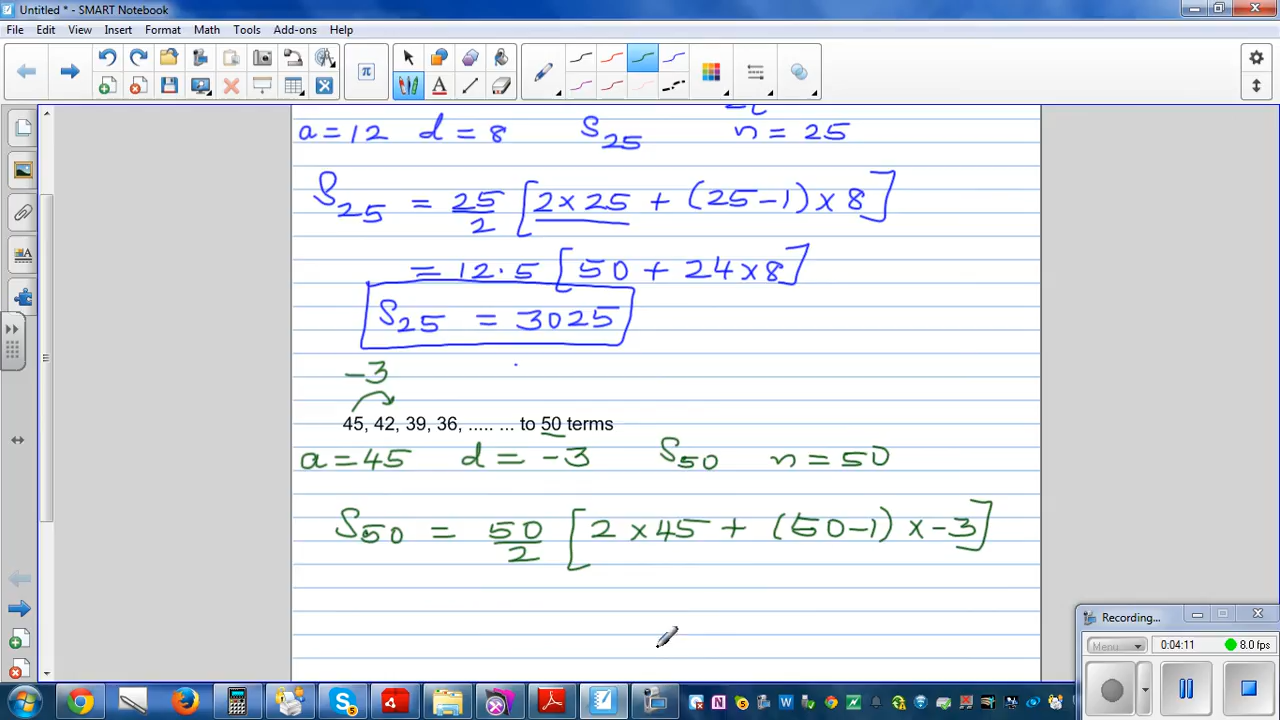 Untitled * - SMART Notebook
File Edit View Insert Format Math Tools Add-ons Help
π A
a = 12 d = 8 S25 n = 25
S25 = 25/2 [2 × 25 + (25 - 1) × 8]
= 12.5 [50 + 24 × 8]
S25 = 3025
-3
45, 42, 39, 36, ..... ... to 50 terms
a = 45 d = -3 S50 n = 50
S50 = 50/2 [2 × 45 + (50 - 1) × -3]
Recording...
Menu 0:04:11 8.0 fps